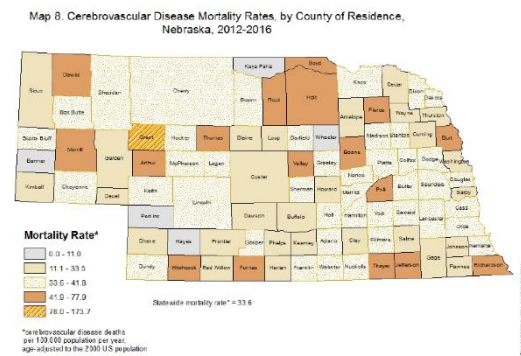 Map 8. Cerebrovascular Disease Mortality Rates, by County of Residence,
Nebraska, 2012-2016
Keya Paha Boyd
Dawes
Sioux Sheridan Cherry Brown Rock Holt Knox Cedar Dixon Dakota
Box Butte
Antelope Pierce Wayne Thurston
Scotts Bluff Morrill Garden Grant Hooker Thomas Blaine Loup Garfield Wheeler Madison Stanton Cuming Burt
Banner Arthur McPherson Logan Valley Greeley Boone Platte Colfax Dodge Washington
Kimball Cheyenne Deuel Keith Lincoln Custer Sherman Howard Nance Merrick Polk Butler Saunders Douglas
Sarpy
Perkins Dawson Buffalo Hall Hamilton York Seward Lancaster Cass
Otoe
Chase Hayes Frontier Gosper Phelps Kearney Adams Clay Fillmore Saline Johnson Nemaha
Dundy Hitchcock Red Willow Furnas Harlan Franklin Webster Nuckolls Thayer Jefferson Gage Pawnee Richardson
Mortality Rate*
0.0 - 11.0
11.1 - 33.5
33.6 - 41.8
41.9 - 77.9
78.0 - 173.7
Statewide mortality rate* = 33.6
*cerebrovascular disease deaths
per 100,000 population per year,
age-adjusted to the 2000 US population